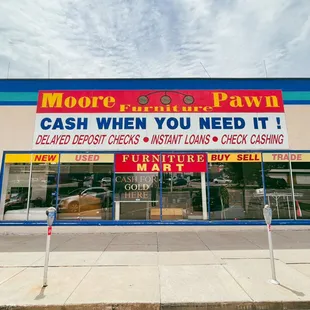 Moore Pawn
Furniture
CASH WHEN YOU NEED IT !
DELAYED DEPOSIT CHECKS • INSTANT LOANS • CHECK CASHING
NEW USED FURNITURE BUY SELL TRADE
MART
CASH FOR
GOLD
HERE